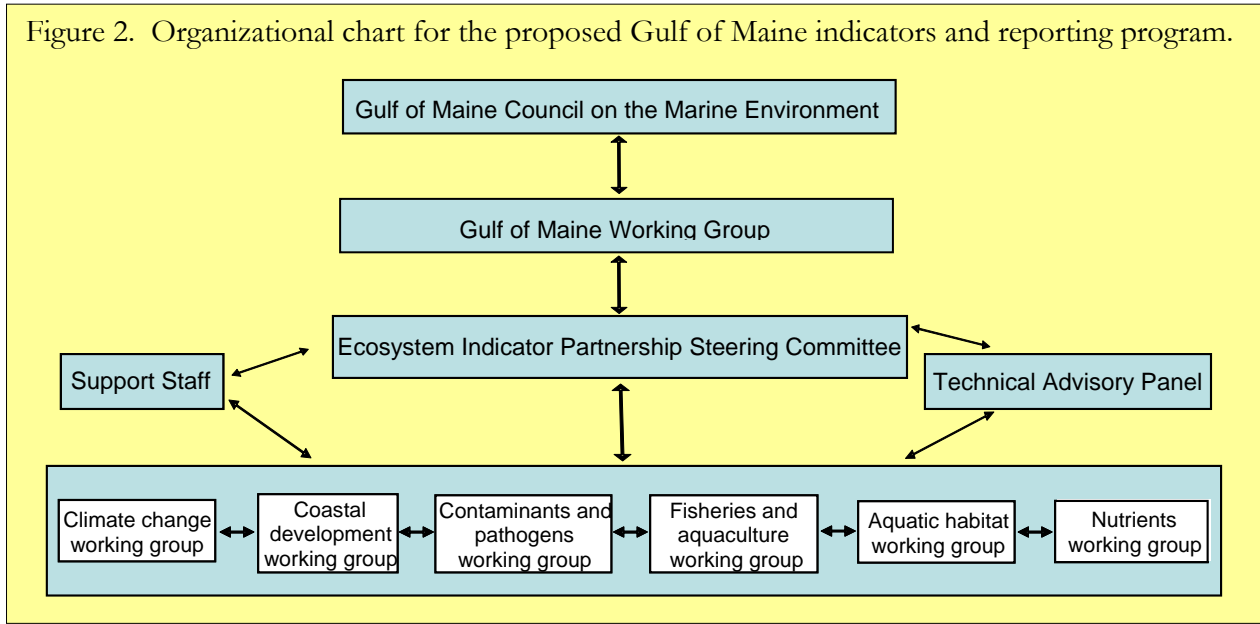 Figure 2. Organizational chart for the proposed Gulf of Maine indicators and reporting program.
Gulf of Maine Council on the Marine Environment
Gulf of Maine Working Group
Ecosystem Indicator Partnership Steering Committee
Support Staff
Technical Advisory Panel
Climate change
working group
Coastal
development
working group
Contaminants and
pathogens
working group
Fisheries and
aquaculture
working group
Aquatic habitat
working group
Nutrients
working group